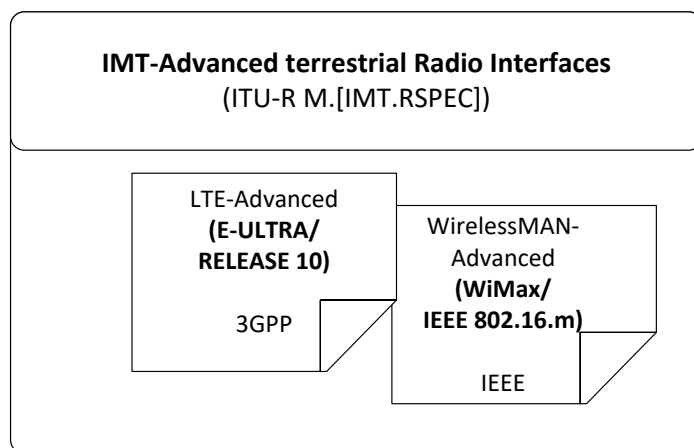 IMT-Advanced terrestrial Radio Interfaces
(ITU-R M.[IMT.RSPEC])
LTE-Advanced
(E-ULTRA/
RELEASE 10)
3GPP
WirelessMAN-
Advanced
(WiMax/
IEEE 802.16.m)
IEEE